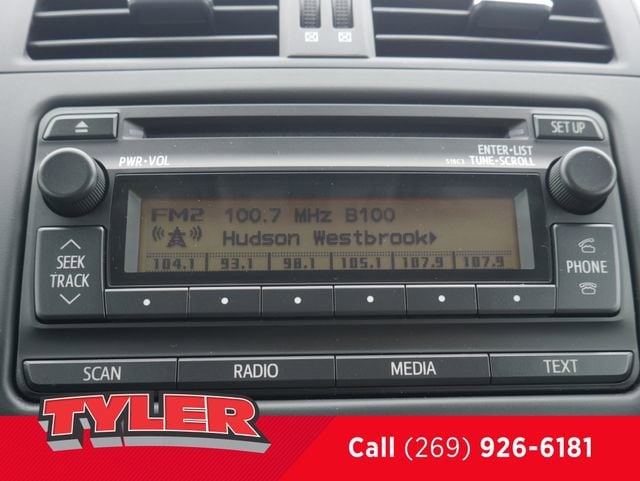 SET UP
PWR•VOL
ENTER•LIST
518C3 TUNE•SCROLL
FM2 100.7 MHz B100
Hudson Westbrook
SEEK
TRACK
PHONE
104.1 93.1 98.1 105.1 107.9 107.9
SCAN RADIO MEDIA TEXT
TYLER
Call (269) 926-6181